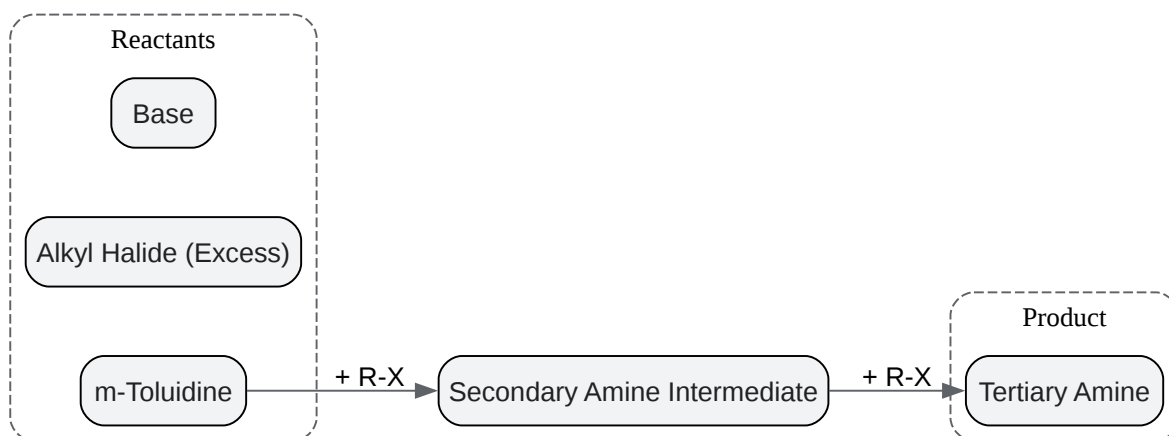 Reactants
Base
Alkyl Halide (Excess)
m-Toluidine
+ R-X
Secondary Amine Intermediate
+ R-X
Product
Tertiary Amine